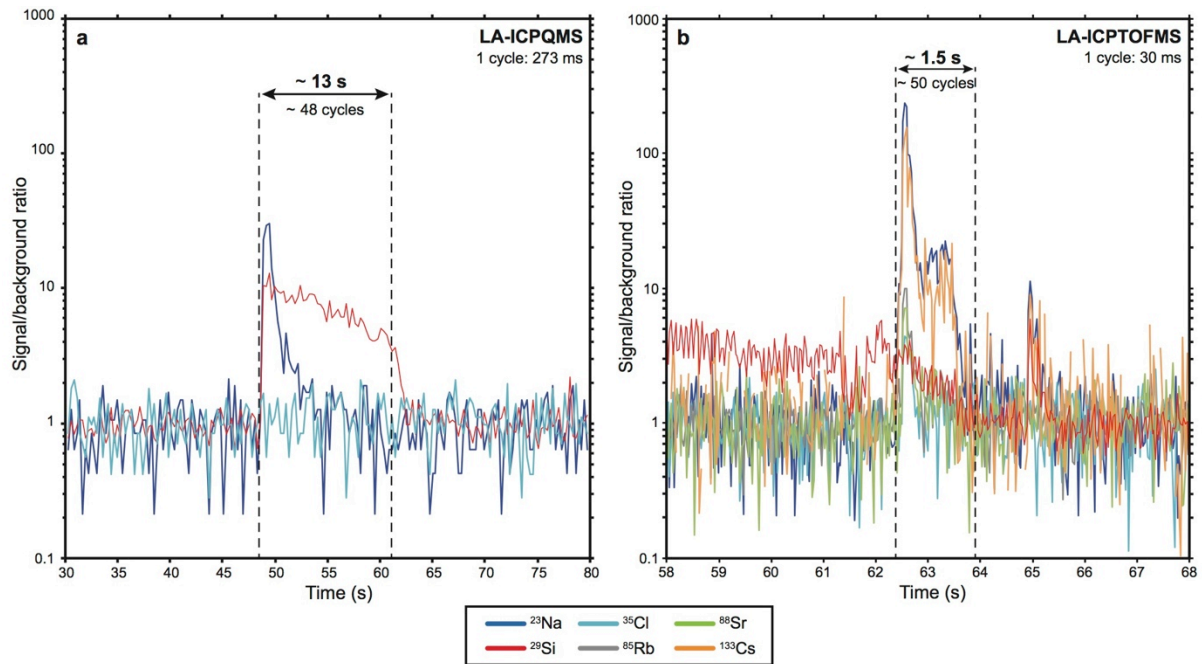 a
LA-ICPQMS
1 cycle: 273 ms
~ 13 s
~ 48 cycles
1000
100
10
1
0.1
Signal/background ratio
30 35 40 45 50 55 60 65 70 75 80
Time (s)
b
LA-ICPTOFMS
1 cycle: 30 ms
~ 1.5 s
~ 50 cycles
1000
100
10
1
0.1
Signal/background ratio
58 59 60 61 62 63 64 65 66 67 68
Time (s)
²³Na ³⁵Cl ⁸⁸Sr
²⁹Si ⁸⁵Rb ¹³³Cs